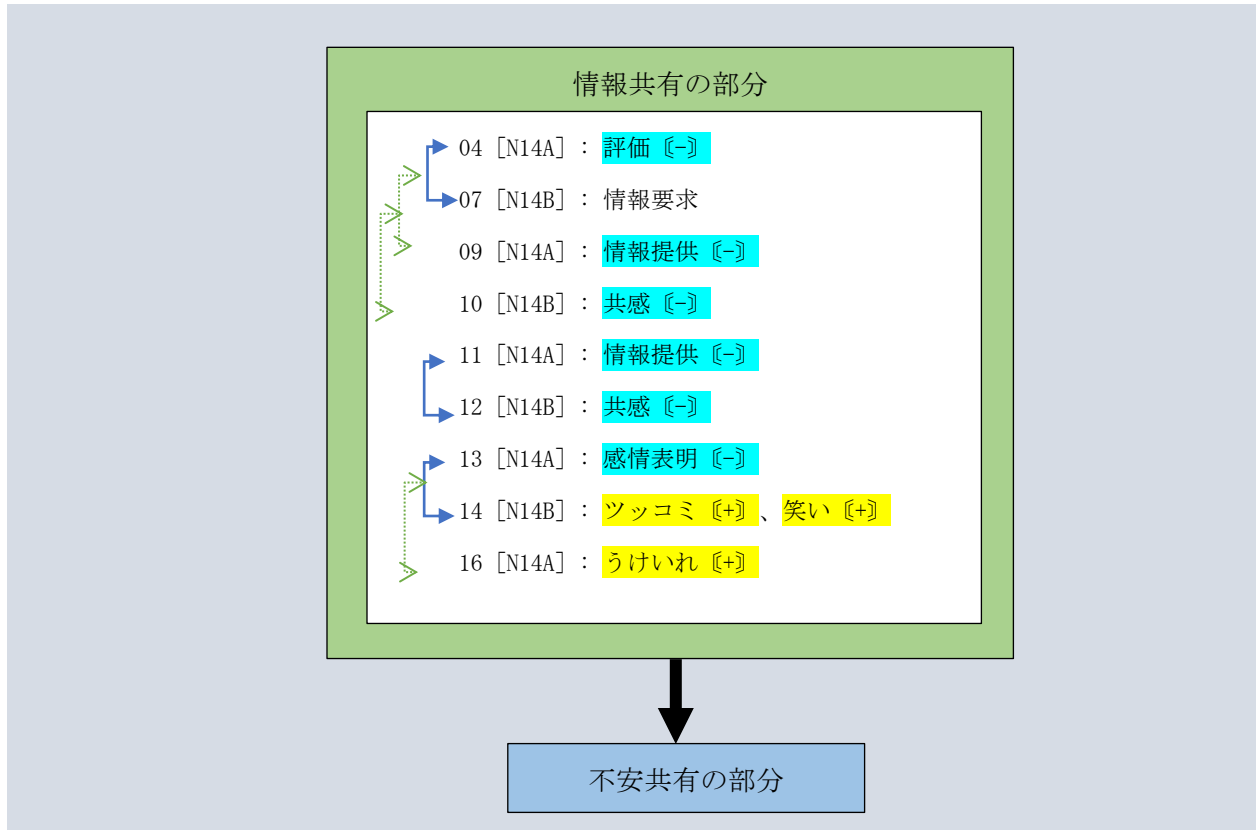 情報共有の部分
04 [N14A] : 評価〘-〙
07 [N14B] : 情報要求
09 [N14A] : 情報提供〘-〙
10 [N14B] : 共感〘-〙
11 [N14A] : 情報提供〘-〙
12 [N14B] : 共感〘-〙
13 [N14A] : 感情表明〘-〙
14 [N14B] : ツッコミ〘+〙、笑い〘+〙
16 [N14A] : うけいれ〘+〙
不安共有の部分